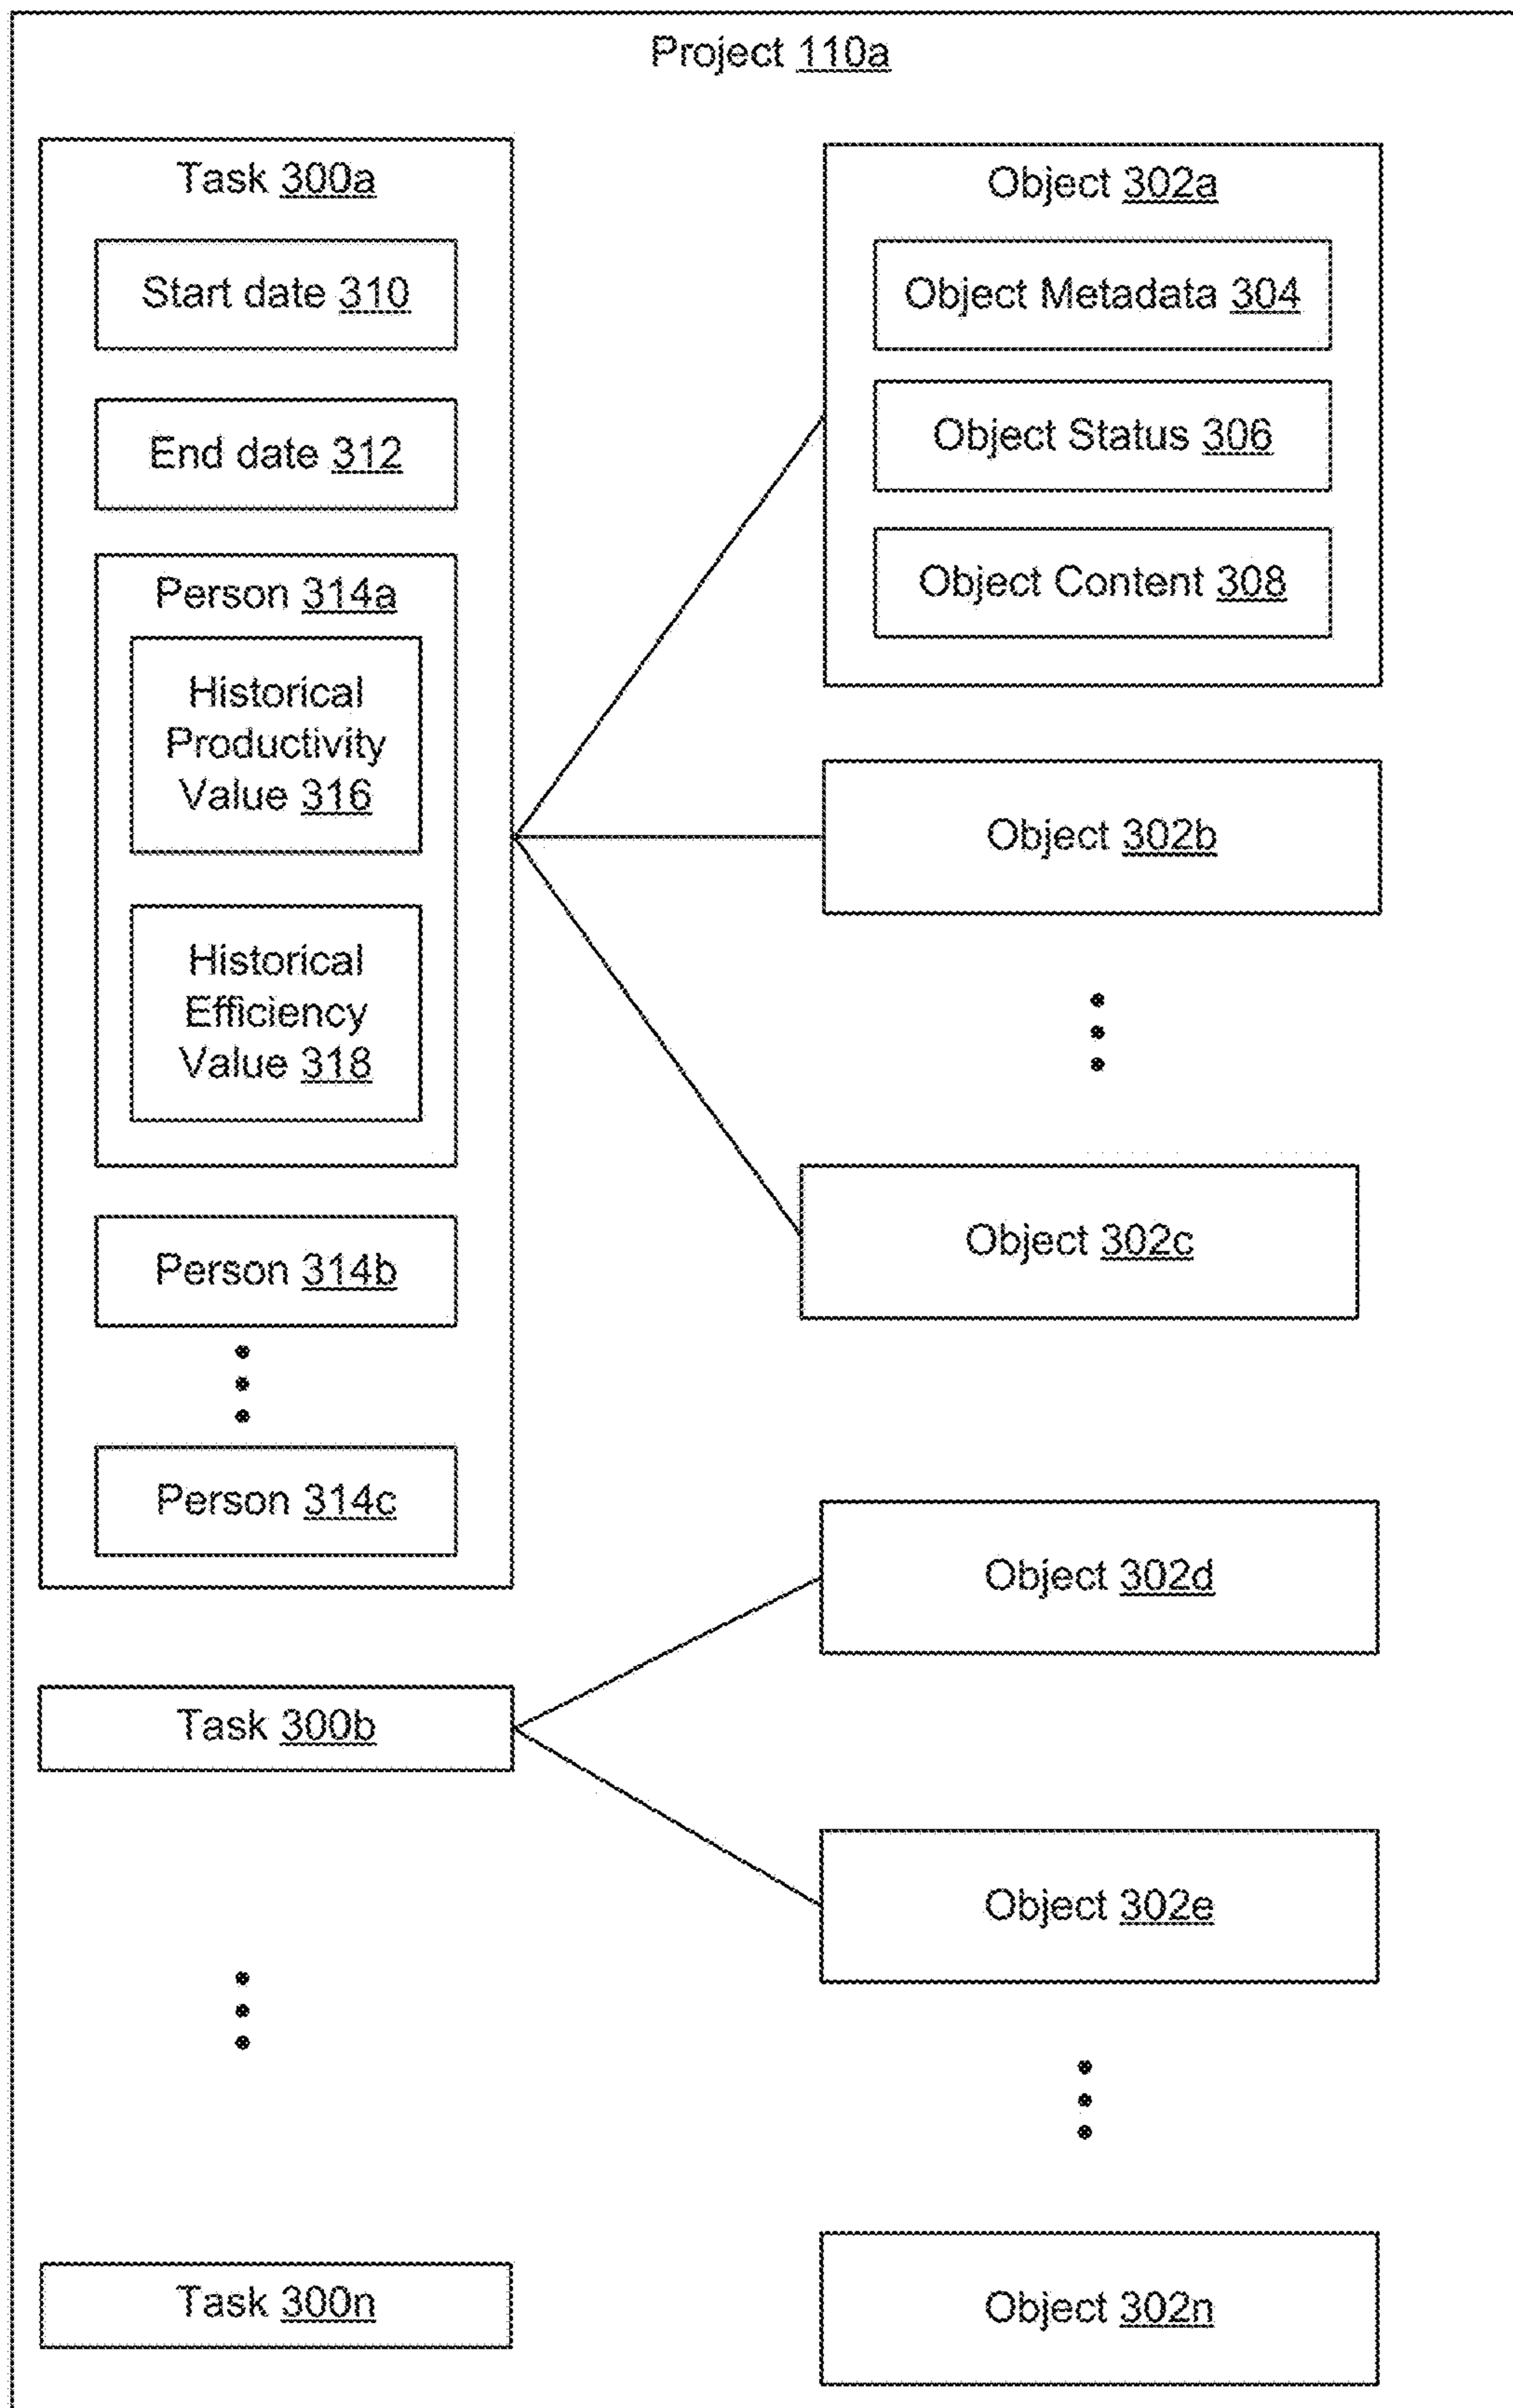 Project 110a
Task 300a
Start date 310
End date 312
Person 314a
Historical
Productivity
Value 316
Historical
Efficiency
Value 318
Person 314b
Person 314c
Object 302a
Object Metadata 304
Object Status 306
Object Content 308
Object 302b
Object 302c
Task 300b
Object 302d
Object 302e
Task 300n
Object 302n